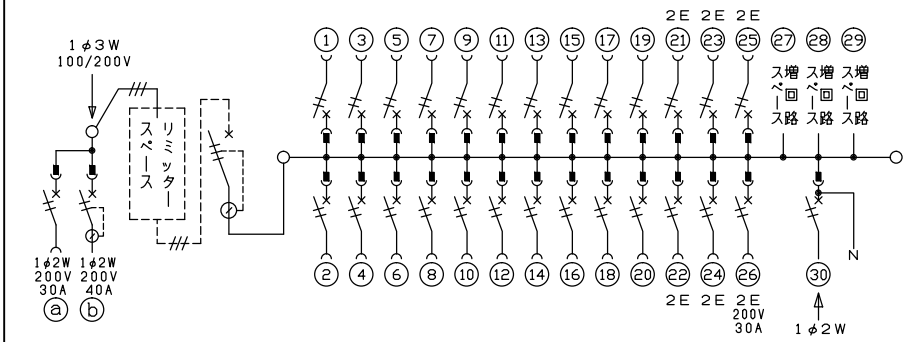 1φ3W
100/200V
リミッター
スペース
1φ2W
200V
30A
ⓐ
1φ2W
200V
40A
ⓑ
2E 2E 2E
① ③ ⑤ ⑦ ⑨ ⑪ ⑬ ⑮ ⑰ ⑲ ㉑ ㉓ ㉕ ㉗ ㉘ ㉙
増回路
スペース
増回路
スペース
増回路
スペース
② ④ ⑥ ⑧ ⑩ ⑫ ⑭ ⑯ ⑱ ⑳ ㉒ ㉔ ㉖ ㉚
2E 2E 2E
200V
30A
N
1φ2W